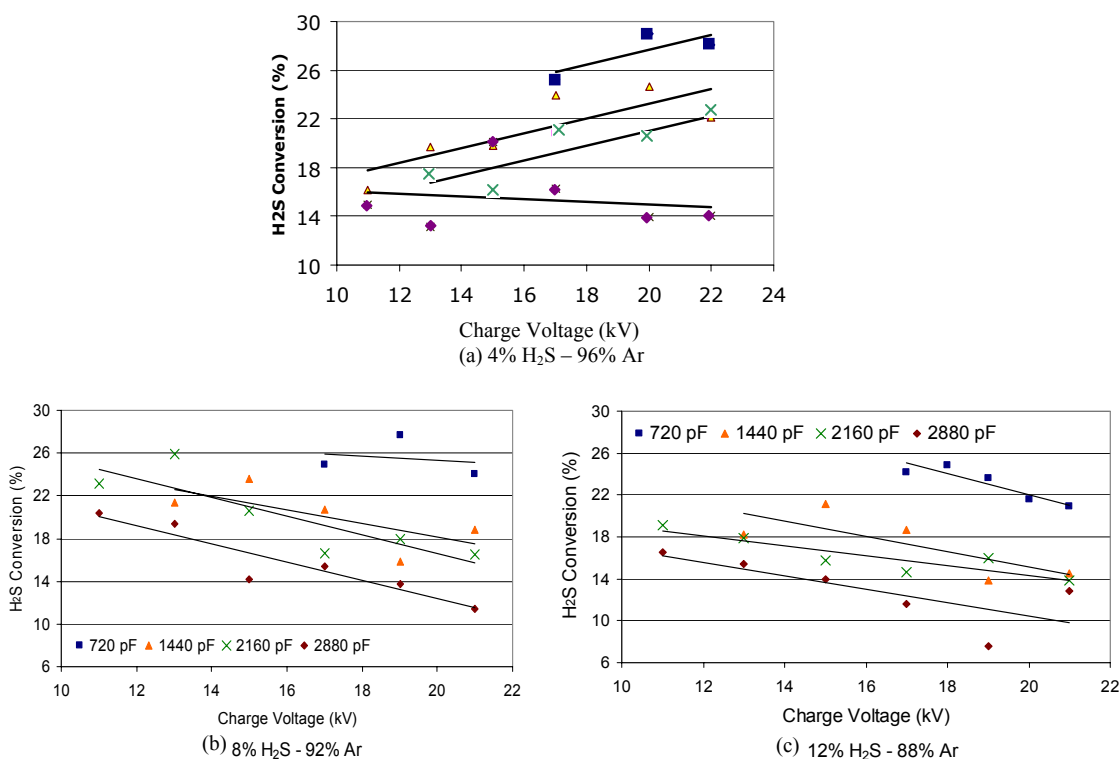 30
26
22
18
14
10
H2S Conversion (%)
10 12 14 16 18 20 22 24
Charge Voltage (kV)
(a) 4% H₂S – 96% Ar
30
26
22
18
14
10
6
H₂S Conversion (%)
720 pF 1440 pF 2160 pF 2880 pF
10 12 14 16 18 20 22
Charge Voltage (kV)
(b) 8% H₂S - 92% Ar
30
26
22
18
14
10
6
H₂S Conversion (%)
720 pF 1440 pF 2160 pF 2880 pF
10 12 14 16 18 20 22
Charge Voltage (kV)
(c) 12% H₂S - 88% Ar